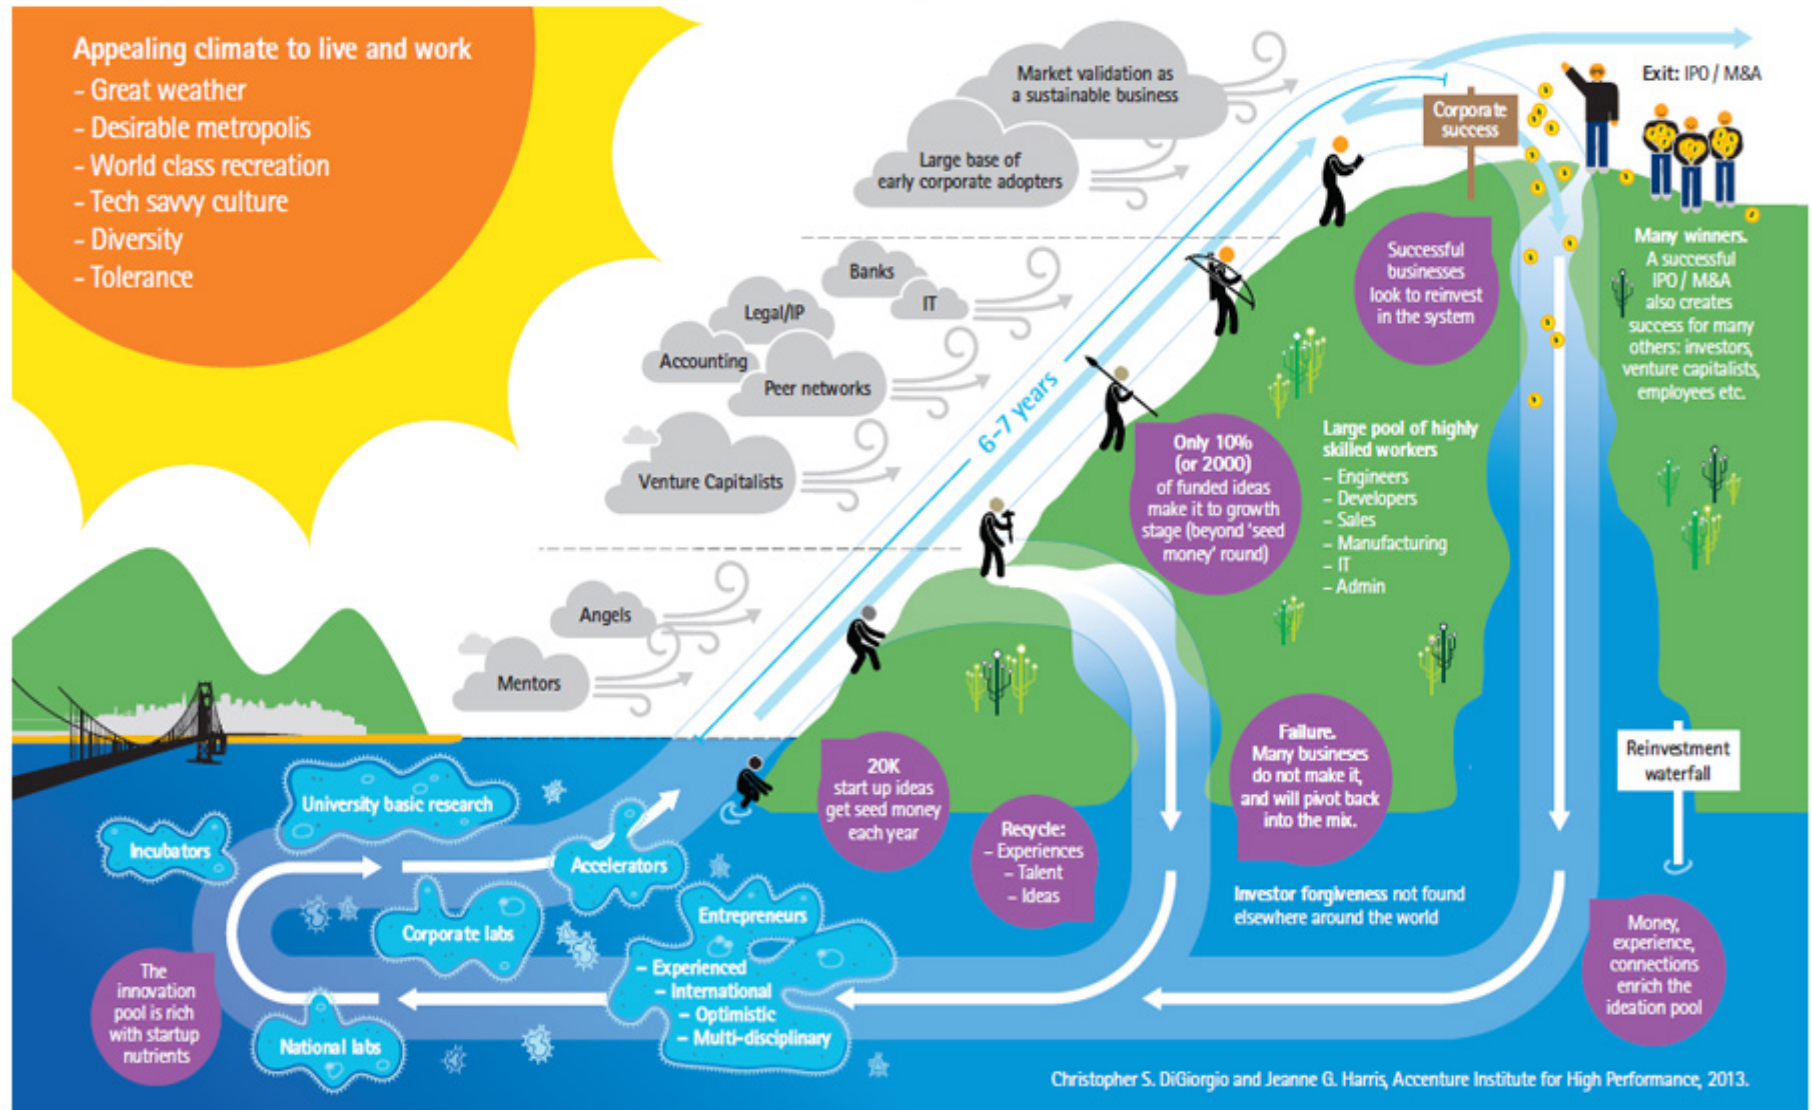 Appealing climate to live and work
- Great weather
- Desirable metropolis
- World class recreation
- Tech savvy culture
- Diversity
- Tolerance
Market validation as
a sustainable business
Large base of
early corporate adopters
Banks
IT
Legal/IP
Accounting
Peer networks
Venture Capitalists
Angels
Mentors
6-7 years
Corporate
success
Exit: IPO / M&A
Many winners.
A successful
IPO / M&A
also creates
success for many
others: investors,
venture capitalists,
employees etc.
Successful
businesses
look to reinvest
in the system
Only 10%
(or 2000)
of funded ideas
make it to growth
stage (beyond 'seed
money' round)
Large pool of highly
skilled workers
- Engineers
- Developers
- Sales
- Manufacturing
- IT
- Admin
20K
start up ideas
get seed money
each year
Recycle:
- Experiences
- Talent
- Ideas
Failure.
Many busineses
do not make it,
and will pivot back
into the mix.
Investor forgiveness not found
elsewhere around the world
Reinvestment
waterfall
Money,
experience,
connections
enrich the
ideation pool
University basic research
Incubators
Accelerators
Corporate labs
Entrepreneurs
- Experienced
- International
- Optimistic
- Multi-disciplinary
National labs
The
innovation
pool is rich
with startup
nutrients
Christopher S. DiGiorgio and Jeanne G. Harris, Accenture Institute for High Performance, 2013.